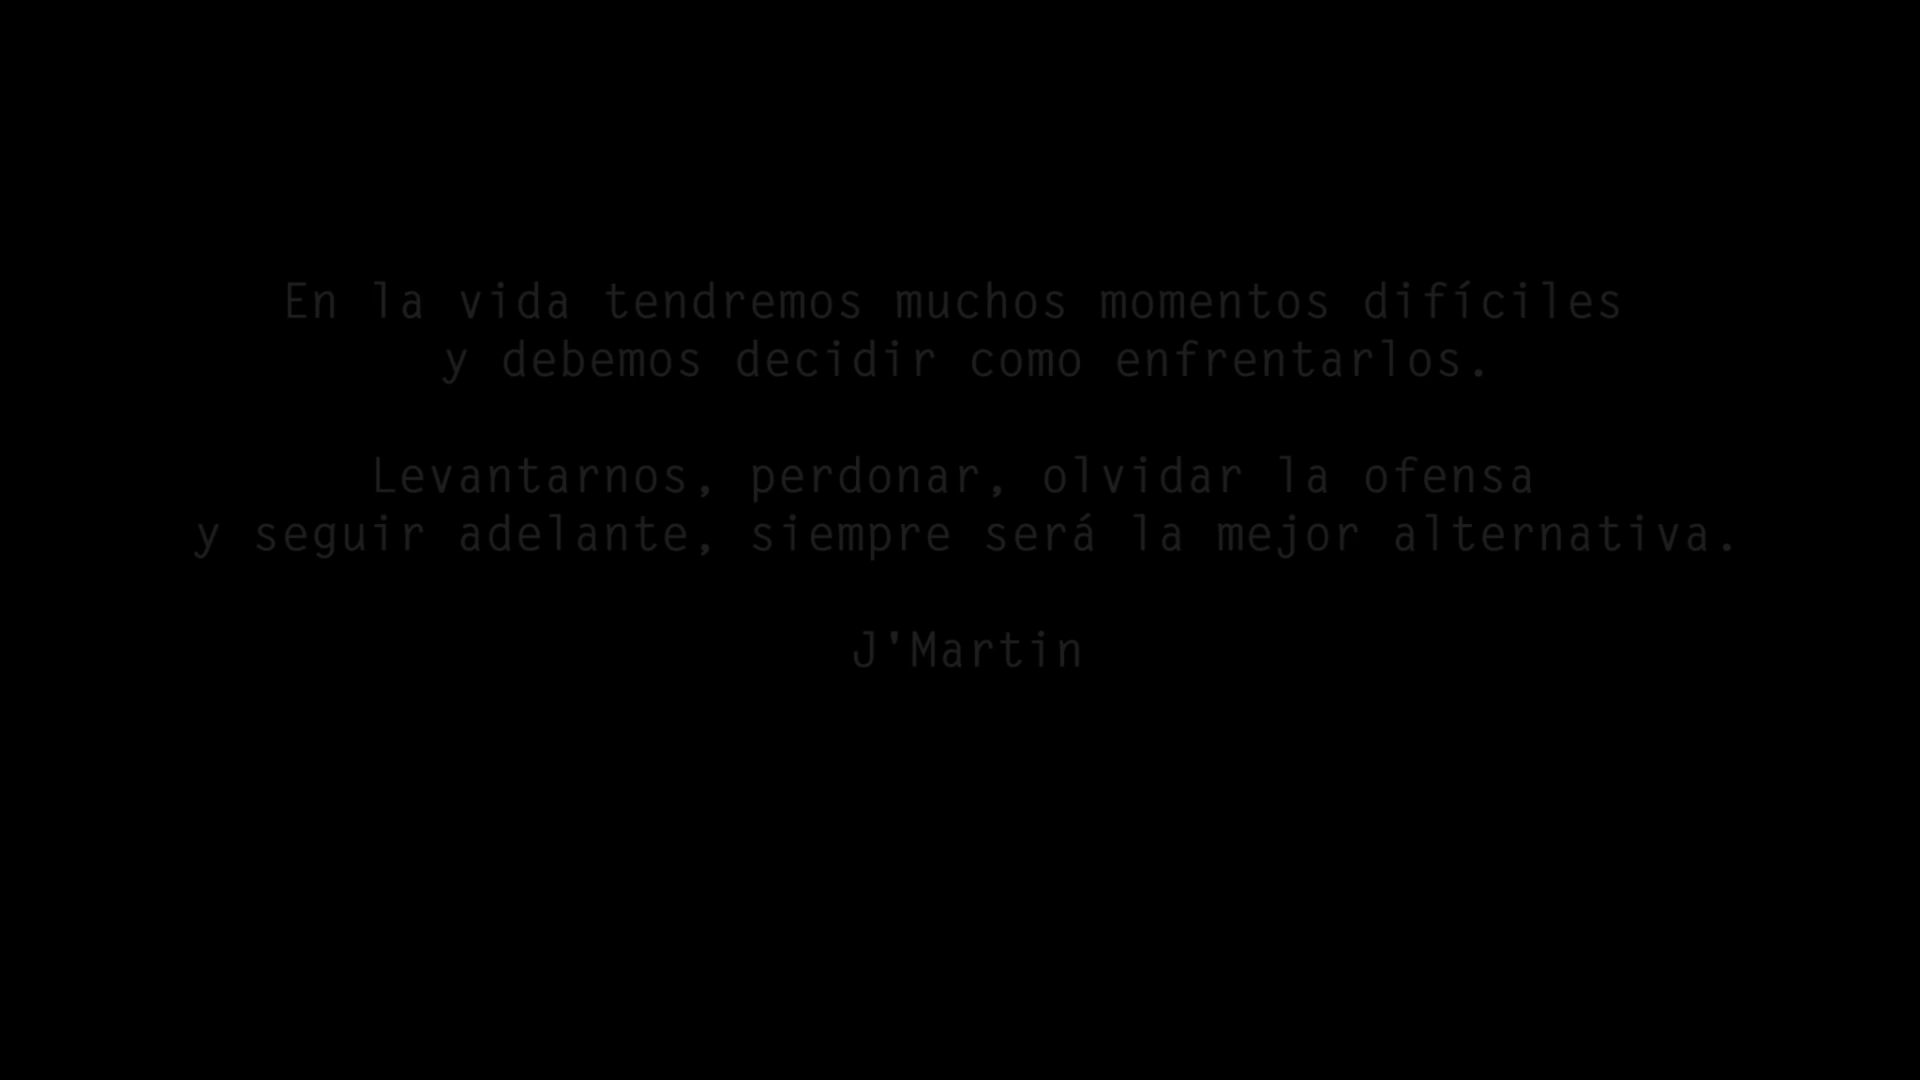 En la vida tendremos muchos momentos difíciles
y debemos decidir como enfrentarlos.
Levantarnos, perdonar, olvidar la ofensa
y seguir adelante, siempre será la mejor alternativa.
J'Martin